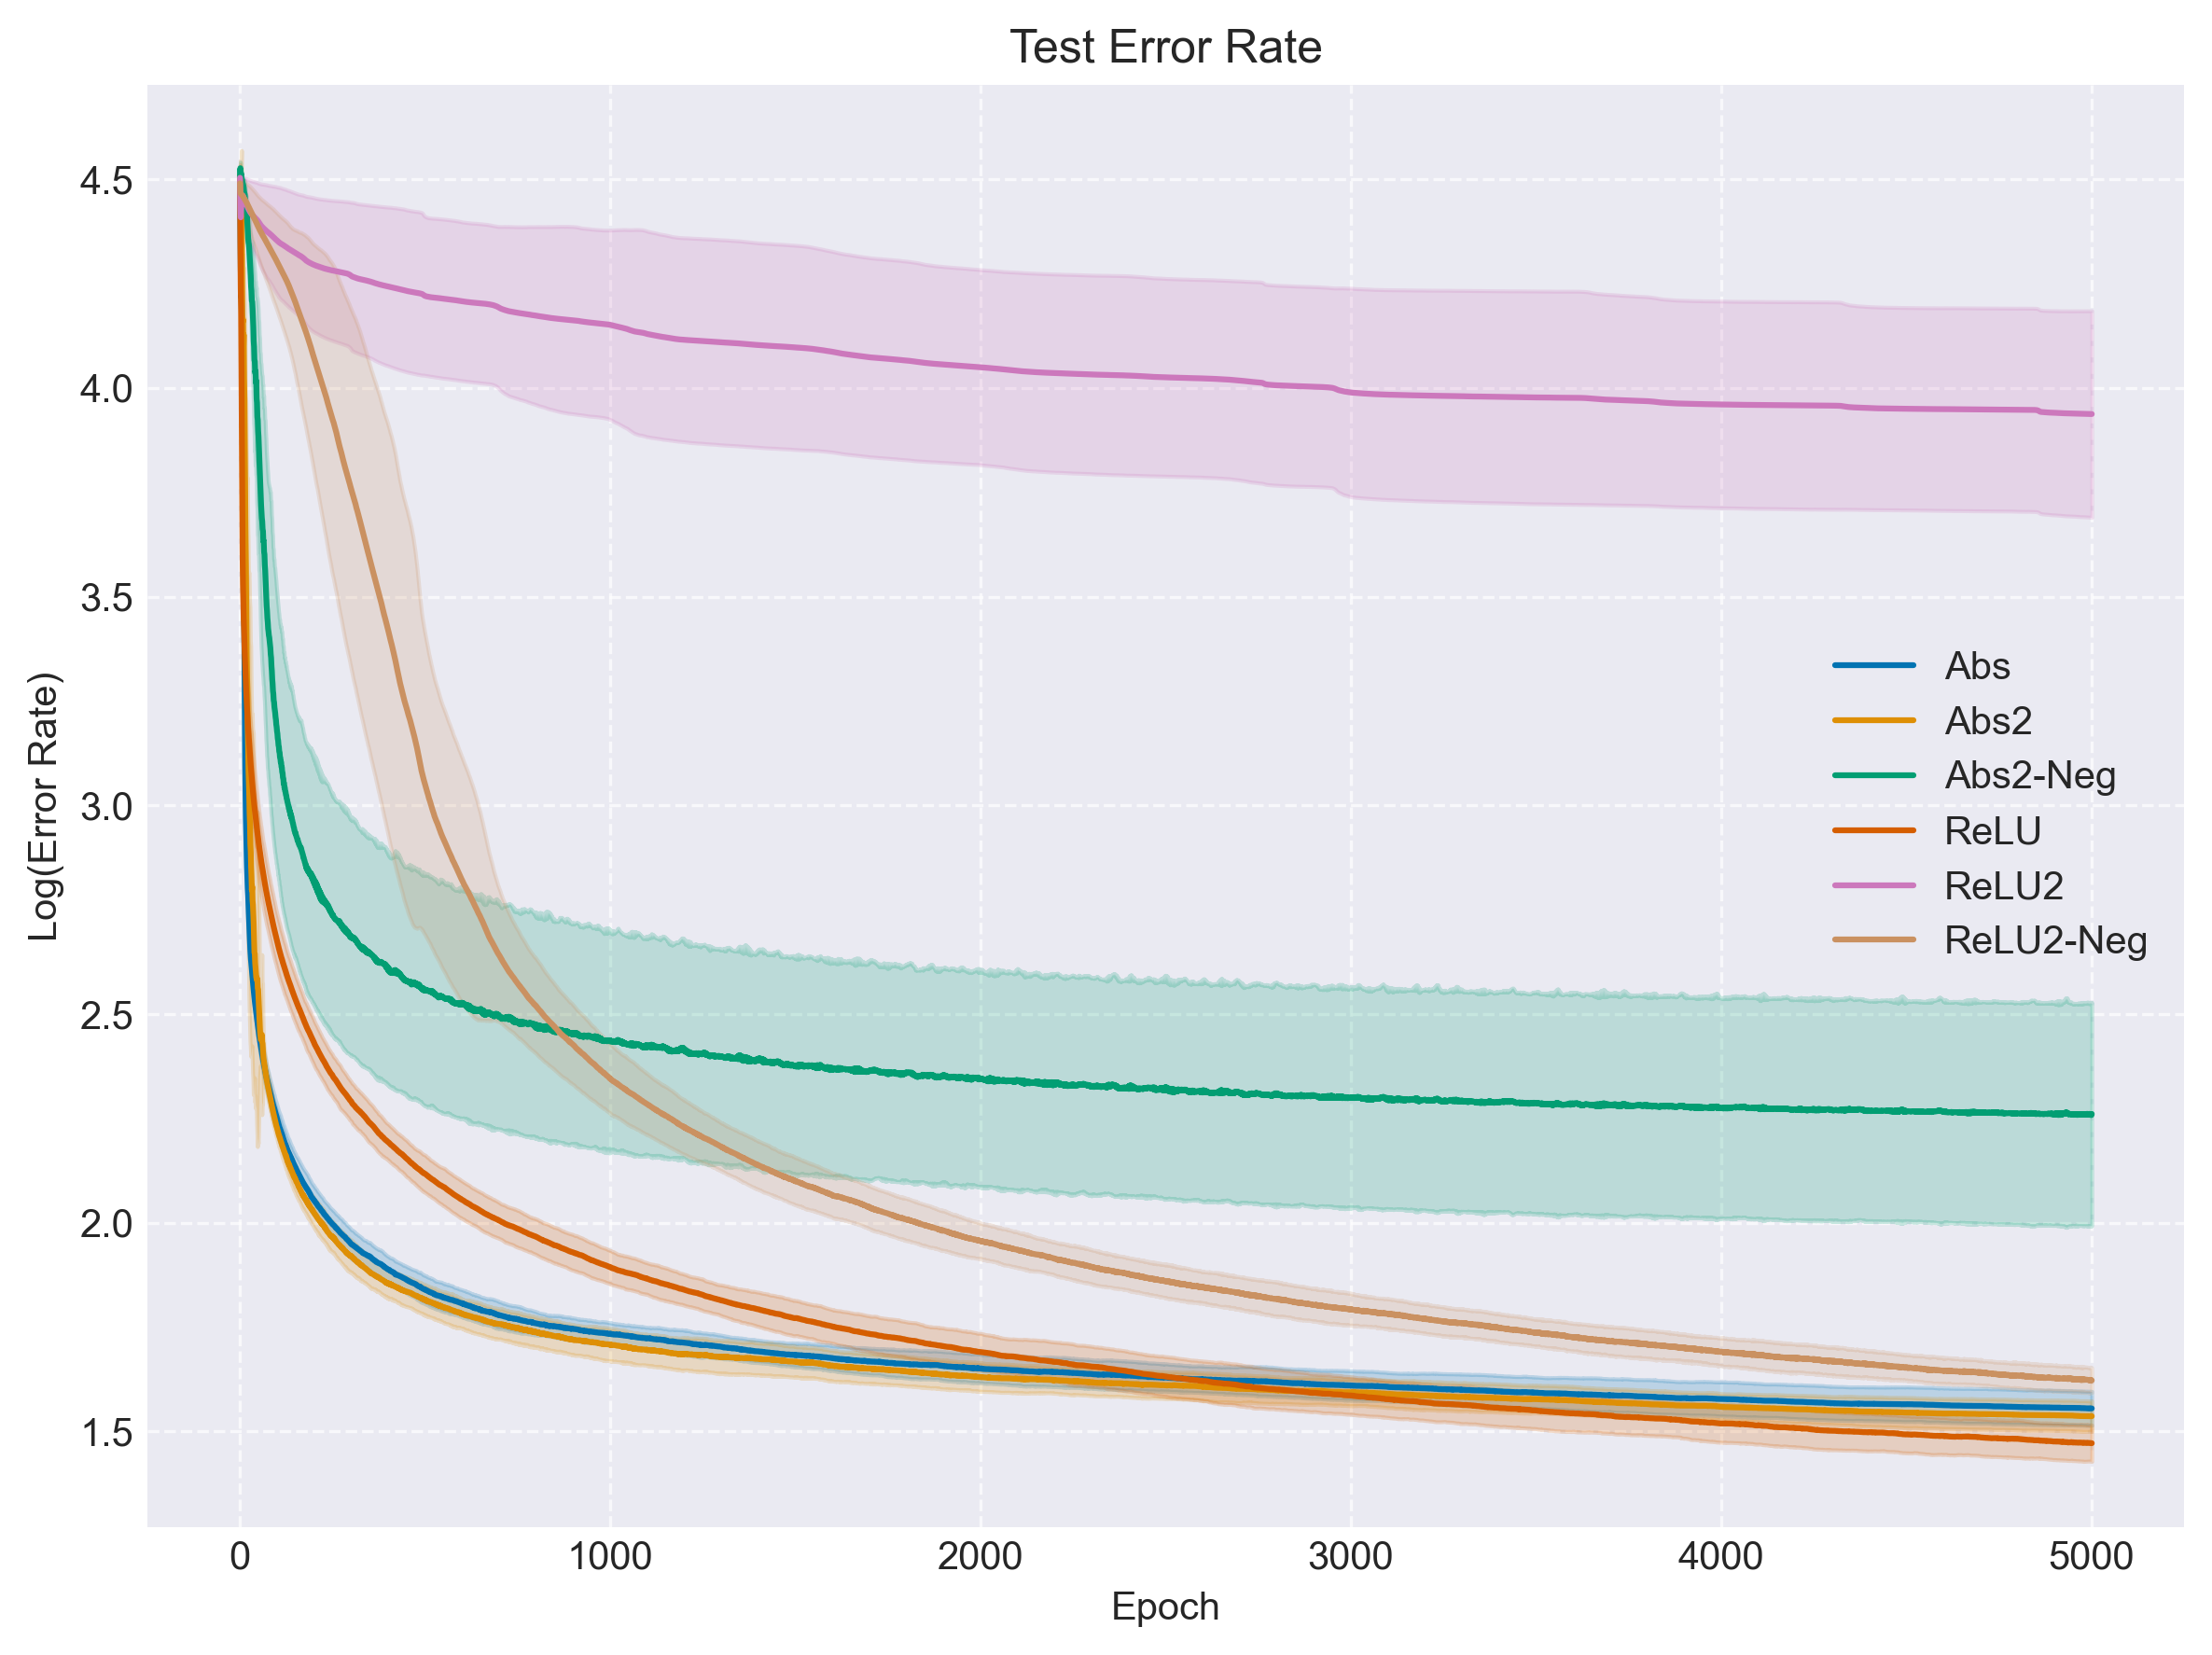 Test Error Rate
Log(Error Rate)
4.5
4.0
3.5
3.0
2.5
2.0
1.5
Abs
Abs2
Abs2-Neg
ReLU
ReLU2
ReLU2-Neg
0 1000 2000 3000 4000 5000
Epoch